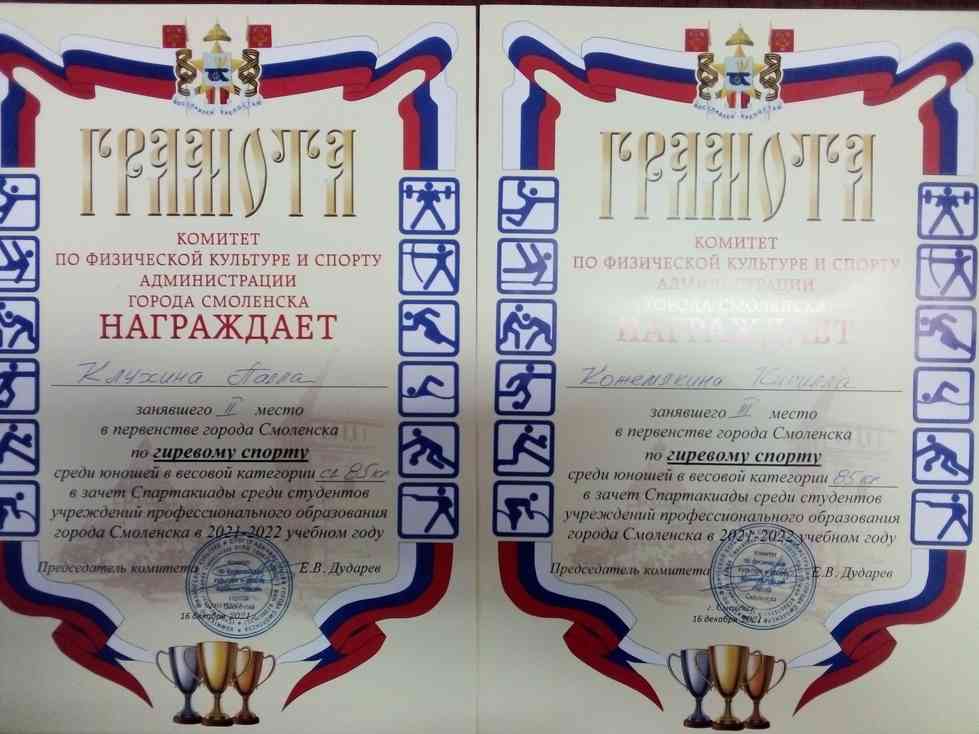 ГРАМОТА
КОМИТЕТ
ПО ФИЗИЧЕСКОЙ КУЛЬТУРЕ И СПОРТУ
АДМИНИСТРАЦИИ
ГОРОДА СМОЛЕНСКА
НАГРАЖДАЕТ
Клухина
занявшего II место
в первенстве города Смоленска
по гиревому спорту
среди юношей в весовой категории св 85 кг
в зачет Спартакиады среди студентов
учреждений профессионального образования
города Смоленска в 2021-2022 учебном году
Председатель комитета Е.В. Дударев
16 2021
ГРАМОТА
КОМИТЕТ
ПО ФИЗИЧЕСКОЙ КУЛЬТУРЕ И СПОРТУ
АДМИНИСТРАЦИИ
ГОРОДА СМОЛЕНСКА
НАГРАЖДАЕТ
Кожемякина Кирилла
занявшего III место
в первенстве города Смоленска
по гиревому спорту
среди юношей в весовой категории 85 кг
в зачет Спартакиады среди студентов
учреждений профессионального образования
города Смоленска в 2021-2022 учебном году
Председатель комитета Е.В. Дударев
г. Смоленск
16 декабря 2021